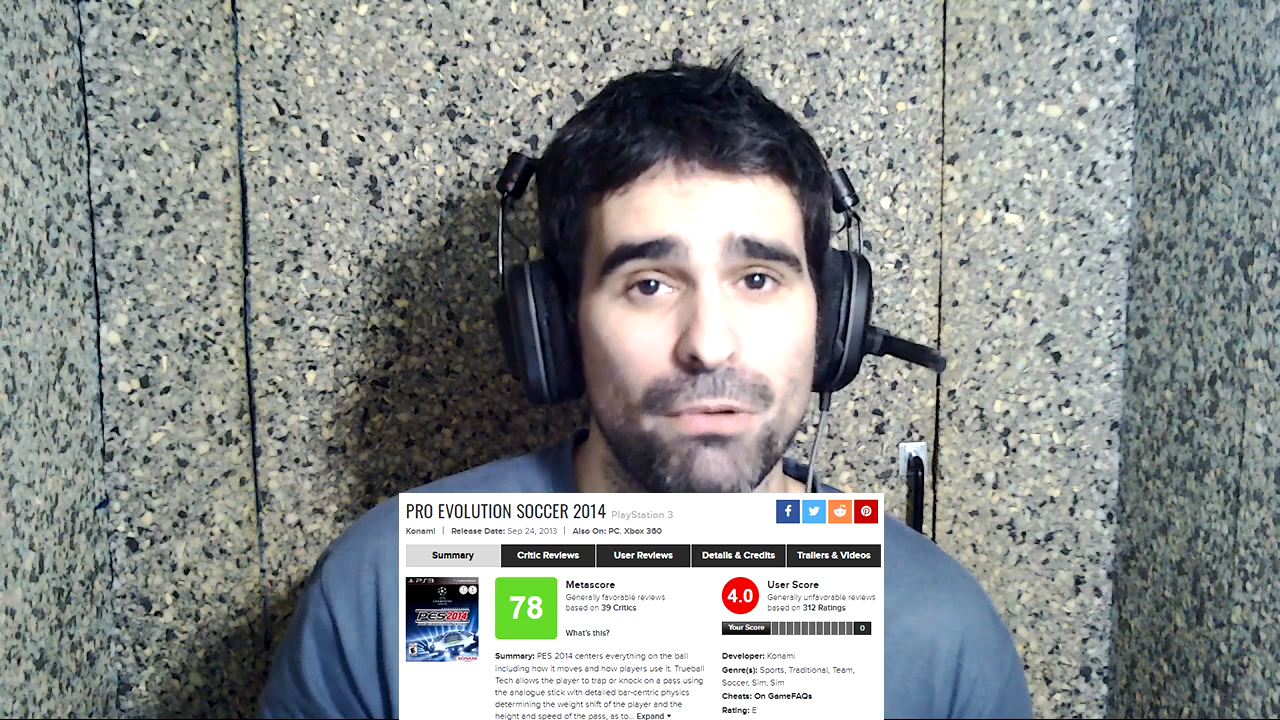 PRO EVOLUTION SOCCER 2014 PlayStation 3
Konami | Release Date: Sep 24, 2013 | Also On: PC, Xbox 360
Summary Critic Reviews User Reviews Details & Credits Trailers & Videos
PS3
PES2014
KONAMI
78
Metascore
Generally favorable reviews
based on 39 Critics
What's this?
4.0
User Score
Generally unfavorable reviews
based on 312 Ratings
Your Score 0
Summary: PES 2014 centers everything on the ball
including how it moves and how players use it. Trueball
Tech allows the player to trap or knock on a pass using
the analogue stick with detailed bar-centric physics
determining the weight shift of the player and the
height and speed of the pass, as to... Expand
Developer: Konami
Genre(s): Sports, Traditional, Team,
Soccer, Sim, Sim
Cheats: On GameFAQs
Rating: E